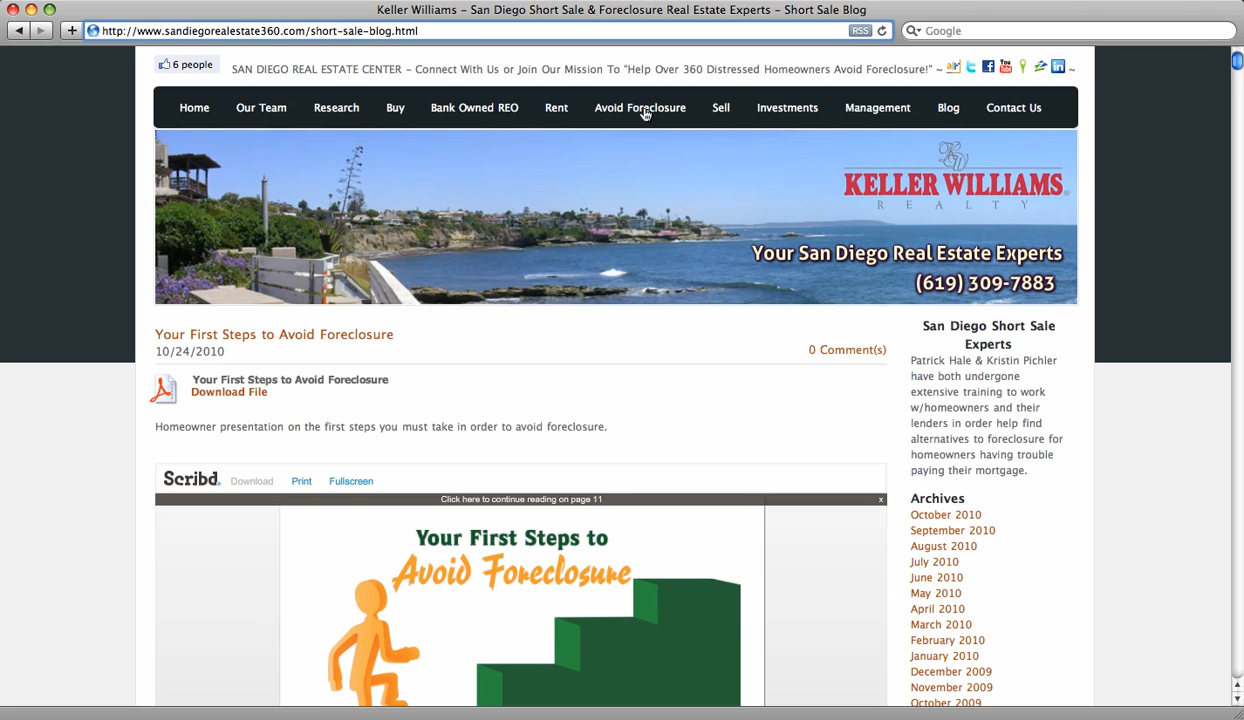 Keller Williams – San Diego Short Sale & Foreclosure Real Estate Experts – Short Sale Blog
http://www.sandiegorealestate360.com/short-sale-blog.html
RSS
Google
6 people
SAN DIEGO REAL ESTATE CENTER – Connect With Us or Join Our Mission To "Help Over 360 Distressed Homeowners Avoid Foreclosure!" ~
~
Home Our Team Research Buy Bank Owned REO Rent Avoid Foreclosure Sell Investments Management Blog Contact Us
KELLER WILLIAMS®
REALTY
Your San Diego Real Estate Experts
(619) 309-7883
Your First Steps to Avoid Foreclosure
10/24/2010
0 Comment(s)
Your First Steps to Avoid Foreclosure
Download File
Homeowner presentation on the first steps you must take in order to avoid foreclosure.
Scribd. Download Print Fullscreen
Click here to continue reading on page 11
x
Your First Steps to
Avoid Foreclosure
San Diego Short Sale
Experts
Patrick Hale & Kristin Pichler
have both undergone
extensive training to work
w/homeowners and their
lenders in order help find
alternatives to foreclosure for
homeowners having trouble
paying their mortgage.
Archives
October 2010
September 2010
August 2010
July 2010
June 2010
May 2010
April 2010
March 2010
February 2010
January 2010
December 2009
November 2009
October 2009